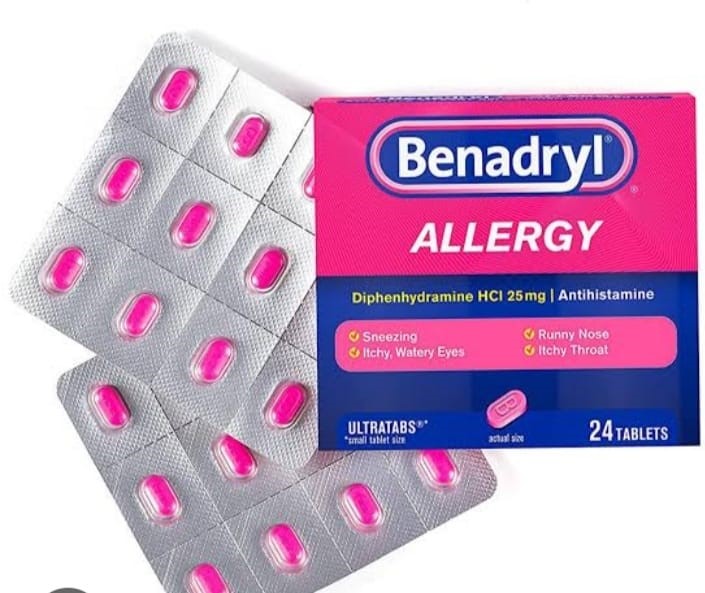 Benadryl®
®
ALLERGY
Diphenhydramine HCl 25mg | Antihistamine
Sneezing
Itchy, Watery Eyes
Runny Nose
Itchy Throat
ULTRATABS®*
*small tablet size
actual size
24 TABLETS